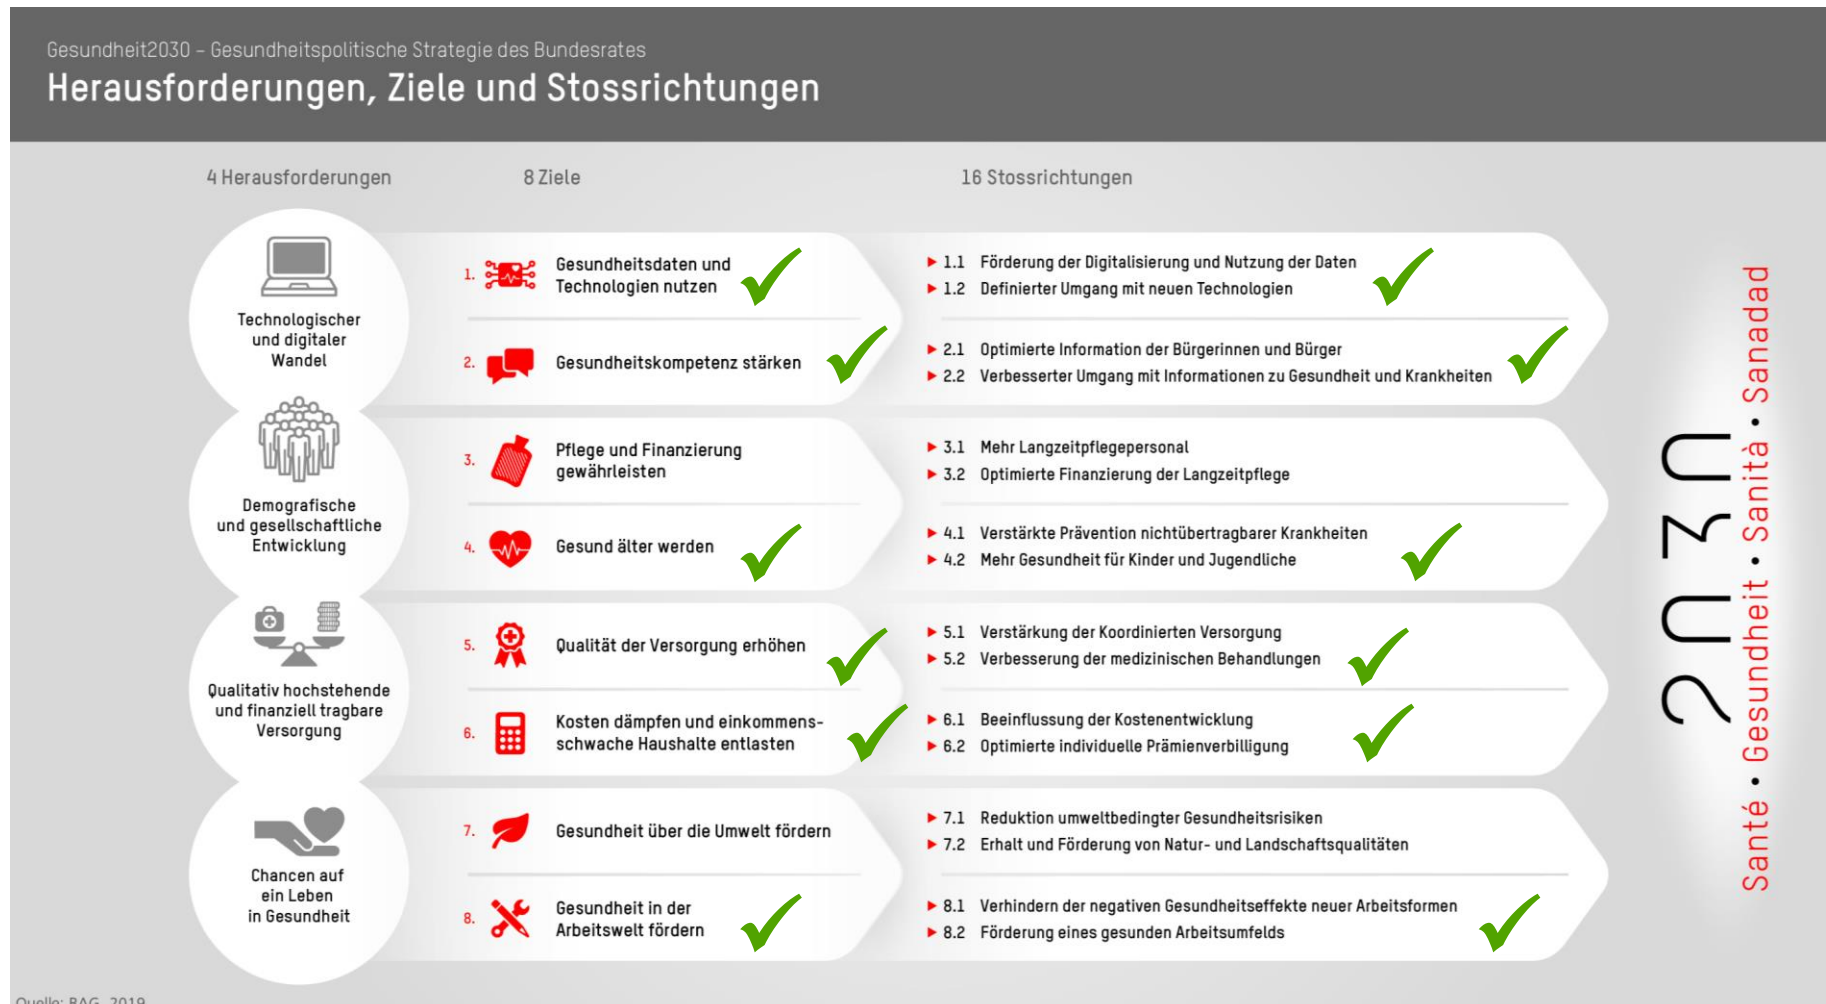 Gesundheit2030 – Gesundheitspolitische Strategie des Bundesrates
Herausforderungen, Ziele und Stossrichtungen
4 Herausforderungen
8 Ziele
16 Stossrichtungen
Technologischer
und digitaler
Wandel
1. Gesundheitsdaten und
Technologien nutzen
1.1 Förderung der Digitalisierung und Nutzung der Daten
1.2 Definierter Umgang mit neuen Technologien
2. Gesundheitskompetenz stärken
2.1 Optimierte Information der Bürgerinnen und Bürger
2.2 Verbesserter Umgang mit Informationen zu Gesundheit und Krankheiten
Demografische
und gesellschaftliche
Entwicklung
3. Pflege und Finanzierung
gewährleisten
3.1 Mehr Langzeitpflegepersonal
3.2 Optimierte Finanzierung der Langzeitpflege
4. Gesund älter werden
4.1 Verstärkte Prävention nichtübertragbarer Krankheiten
4.2 Mehr Gesundheit für Kinder und Jugendliche
Qualitativ hochstehende
und finanziell tragbare
Versorgung
5. Qualität der Versorgung erhöhen
5.1 Verstärkung der Koordinierten Versorgung
5.2 Verbesserung der medizinischen Behandlungen
6. Kosten dämpfen und einkommens-
schwache Haushalte entlasten
6.1 Beeinflussung der Kostenentwicklung
6.2 Optimierte individuelle Prämienverbilligung
Chancen auf
ein Leben
in Gesundheit
7. Gesundheit über die Umwelt fördern
7.1 Reduktion umweltbedingter Gesundheitsrisiken
7.2 Erhalt und Förderung von Natur- und Landschaftsqualitäten
8. Gesundheit in der
Arbeitswelt fördern
8.1 Verhindern der negativen Gesundheitseffekte neuer Arbeitsformen
8.2 Förderung eines gesunden Arbeitsumfelds
2030
Santé • Gesundheit • Sanità • Sanadad
Quelle: BAG, 2019